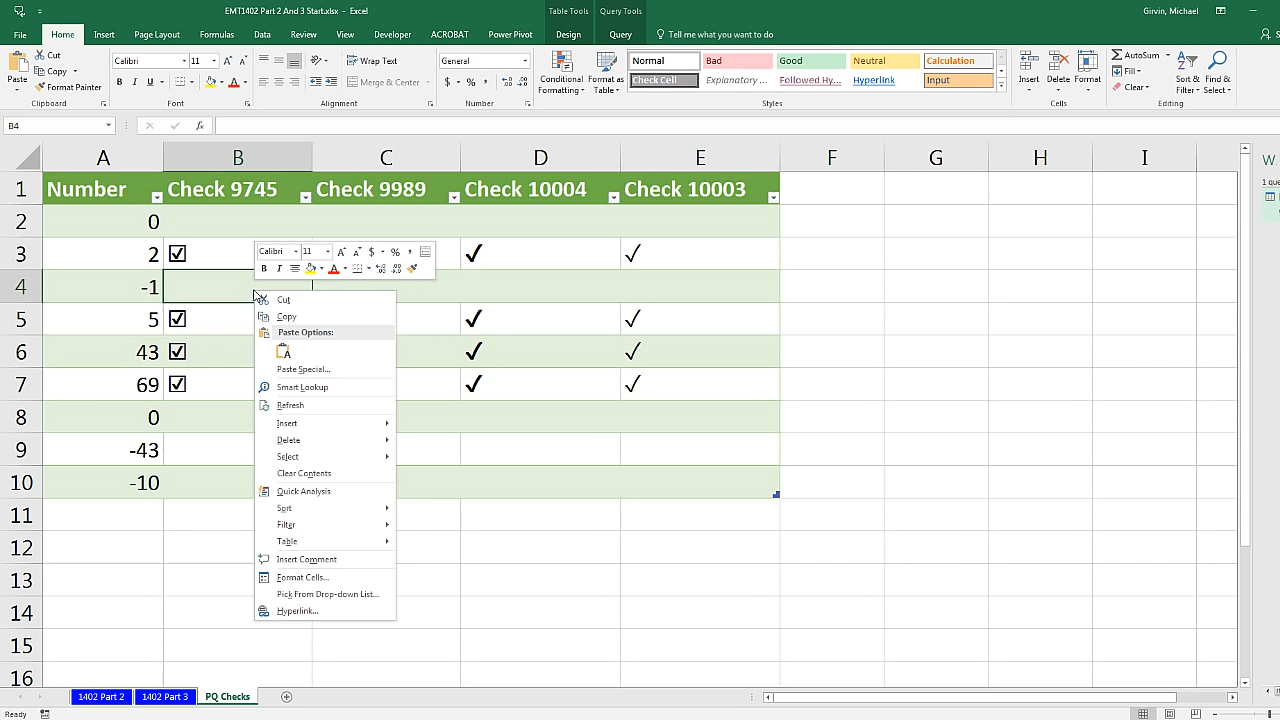 EMT1402 Part 2 And 3 Start.xlsx - Excel
Table Tools
Query Tools
Girvin, Michael
File Home Insert Page Layout Formulas Data Review View Developer ACROBAT Power Pivot Design Query Tell me what you want to do
Paste
Cut
Copy
Format Painter
Clipboard
Calibri 11
B I U
Font
Wrap Text
Merge & Center
Alignment
General
$ % ,
Number
Conditional Formatting
Format as Table
Normal Bad Good Neutral Calculation
Check Cell Explanatory ... Followed Hy... Hyperlink Input
Styles
Insert Delete Format
Cells
AutoSum
Fill
Clear
Sort & Filter
Find & Select
Editing
B4
fx
A B C D E F G H I
1 Number Check 9745 Check 9989 Check 10004 Check 10003
2 0
3 2 ☑ ✔ ✓
4 -1
5 5 ☑ ✔ ✓
6 43 ☑ ✔ ✓
7 69 ☑ ✔ ✓
8 0
9 -43
10 -10
11
12
13
14
15
16
Calibri 11 A A $ % ,
B I A
Cut
Copy
Paste Options:
A
Paste Special...
Smart Lookup
Refresh
Insert
Delete
Select
Clear Contents
Quick Analysis
Sort
Filter
Table
Insert Comment
Format Cells...
Pick From Drop-down List...
Hyperlink...
W.
1 que
1402 Part 2 1402 Part 3 PQ Checks
Ready